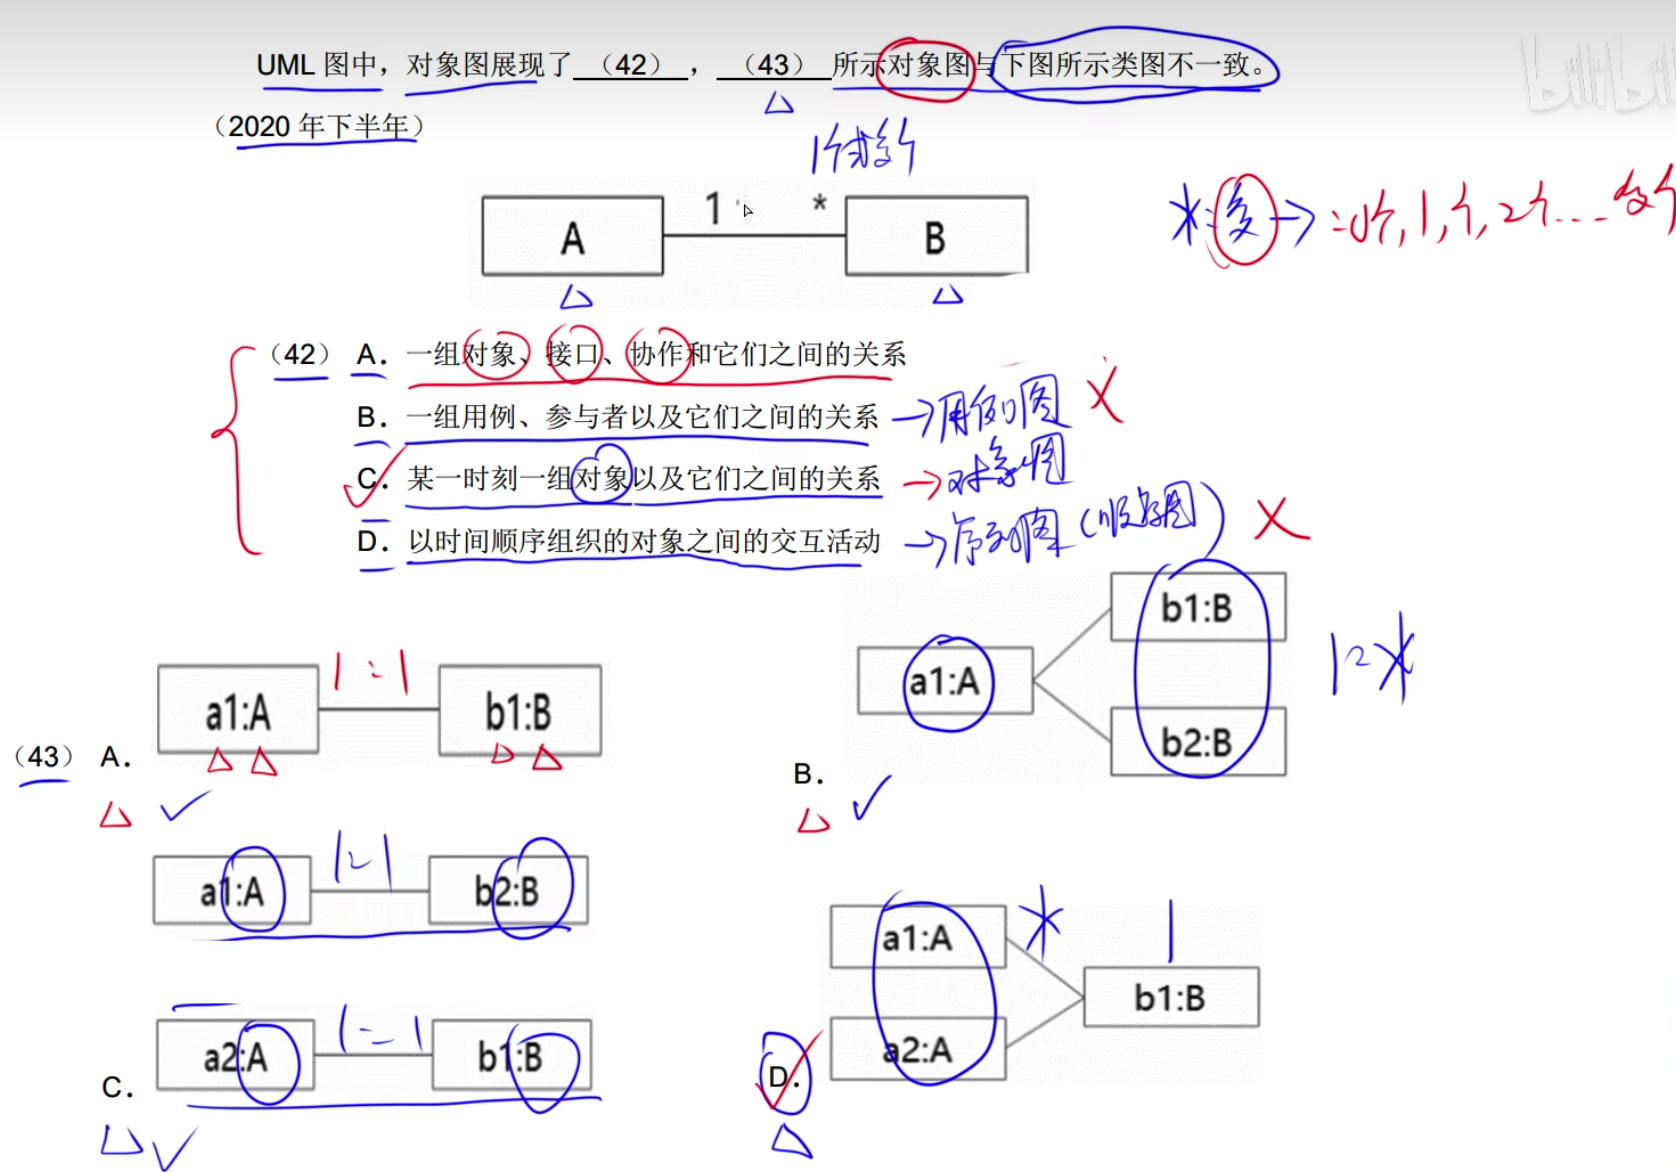 UML 图中，对象图展现了 （42） ， （43） 所示对象图与下图所示类图不一致。
bilibili
（2020 年下半年）
1个或多个
A 1 * B
*:多→:0个,1个,2个...多个
（42） A. 一组对象、接口、协作和它们之间的关系
B. 一组用例、参与者以及它们之间的关系 →用例图 ×
C. 某一时刻一组对象以及它们之间的关系 →对象图
D. 以时间顺序组织的对象之间的交互活动 →序列图(顺序图) ×
a1:A 1:1 b1:B
（43） A.
a1:A b1:B b2:B 1:*
B.
a1:A 1:1 b2:B
a2:A 1:1 b1:B
C.
a1:A * 1
b1:B
a2:A
D.